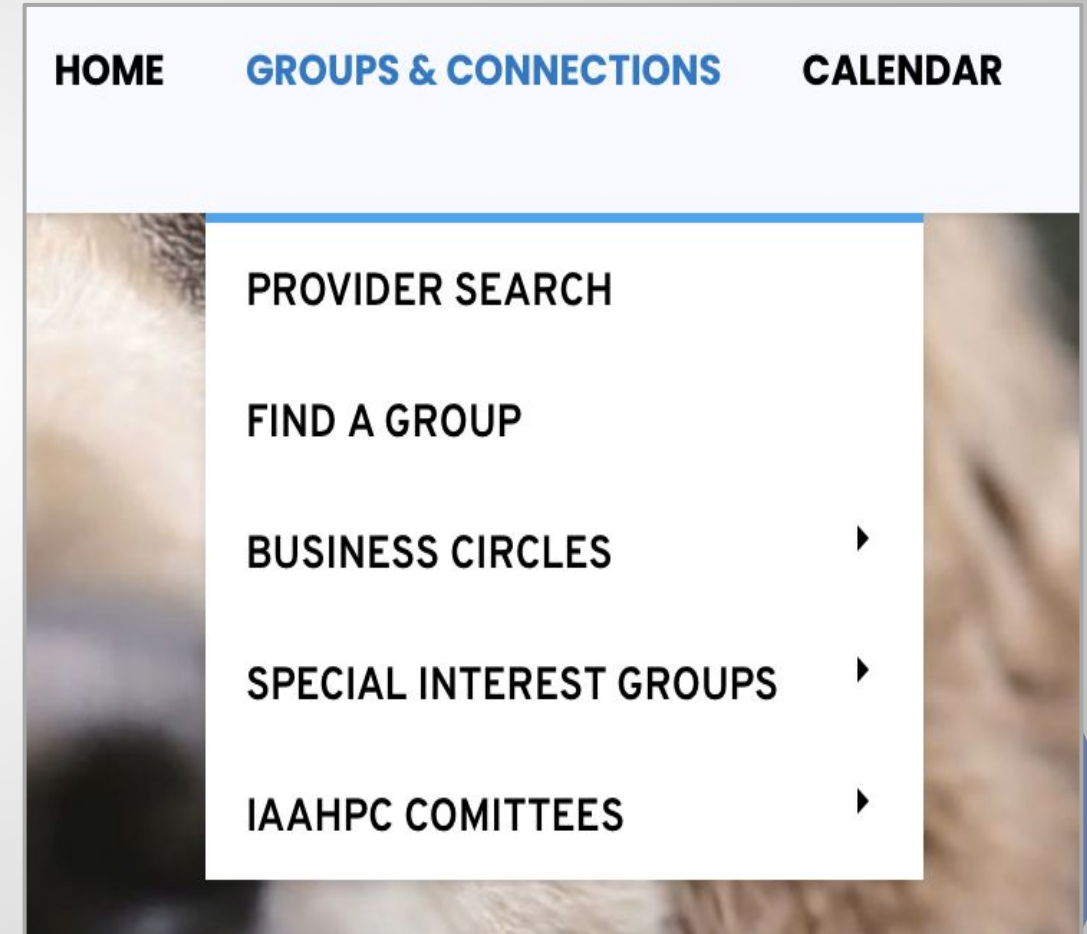 HOME GROUPS & CONNECTIONS CALENDAR
PROVIDER SEARCH
FIND A GROUP
BUSINESS CIRCLES
SPECIAL INTEREST GROUPS
IAAHPC COMITTEES